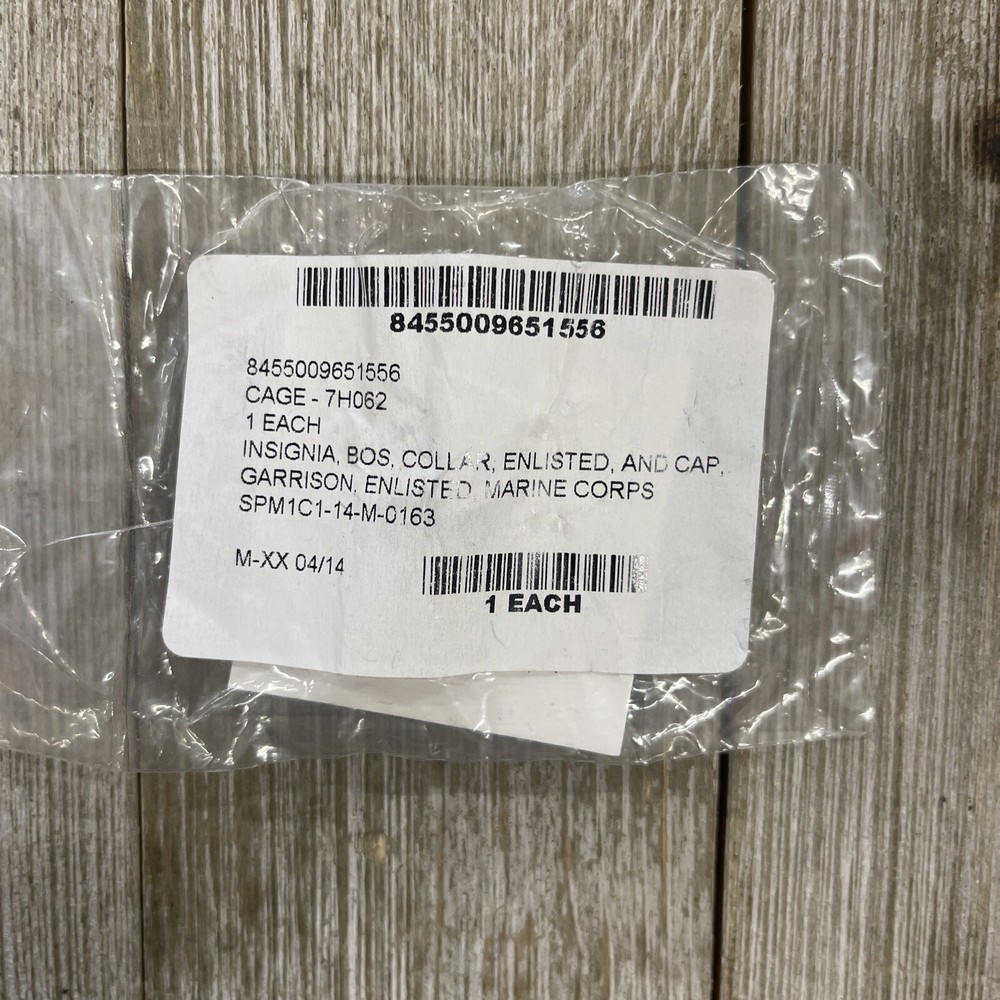 8455009651556
8455009651556
CAGE - 7H062
1 EACH
INSIGNIA, BOS, COLLAR, ENLISTED, AND CAP,
GARRISON, ENLISTED, MARINE CORPS
SPM1C1-14-M-0163
M-XX 04/14
1 EACH